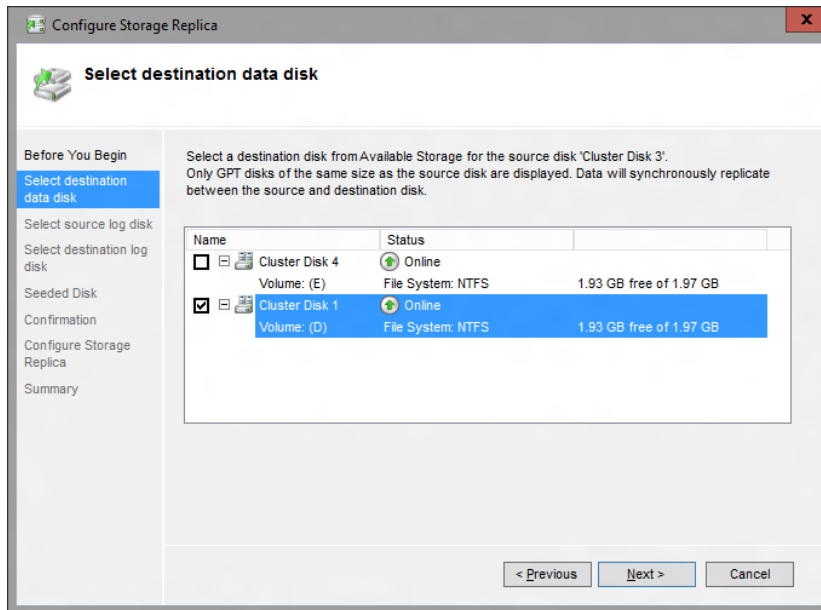 Configure Storage Replica
x
Select destination data disk
Before You Begin
Select destination
data disk
Select source log disk
Select destination log
disk
Seeded Disk
Confirmation
Configure Storage
Replica
Summary
Select a destination disk from Available Storage for the source disk 'Cluster Disk 3'.
Only GPT disks of the same size as the source disk are displayed. Data will synchronously replicate
between the source and destination disk.
Name Status
Cluster Disk 4 Online
Volume: (E) File System: NTFS 1.93 GB free of 1.97 GB
Cluster Disk 1 Online
Volume: (D) File System: NTFS 1.93 GB free of 1.97 GB
< Previous Next > Cancel